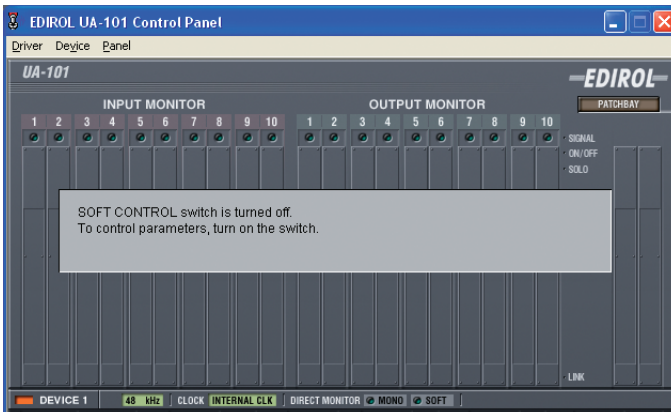 EDIROL UA-101 Control Panel
Driver Device Panel
UA-101
EDIROL
INPUT MONITOR OUTPUT MONITOR
PATCHBAY
1 2 3 4 5 6 7 8 9 10 1 2 3 4 5 6 7 8 9 10
SIGNAL
ON/OFF
SOLO
SOFT CONTROL switch is turned off.
To control parameters, turn on the switch.
LINK
DEVICE 1 48 kHz CLOCK INTERNAL CLK DIRECT MONITOR MONO SOFT